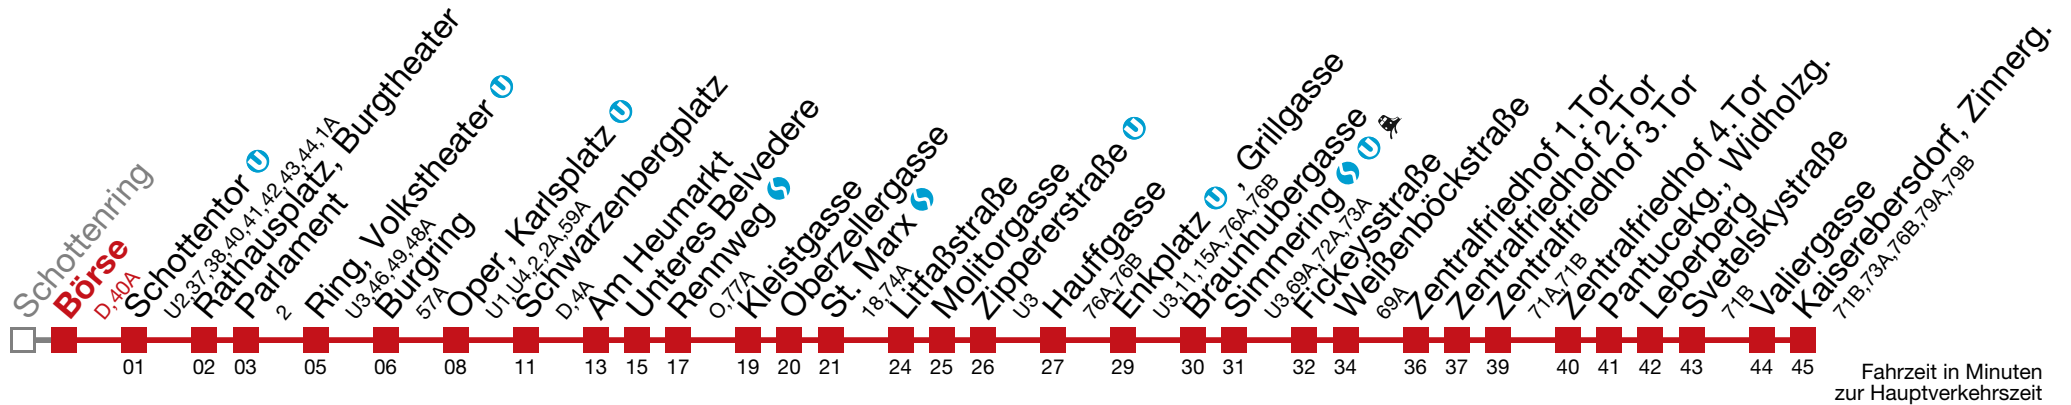 Schottenring
Börse
D,40A
Schottentor
U2,37,38,40,41,42,43,44,1A
Rathausplatz, Burgtheater
Parlament
2
Ring, Volkstheater
U3,46,49,48A
Burgring
57A
Oper, Karlsplatz
U1,U4,2,2A,59A
Schwarzenbergplatz
D,4A
Am Heumarkt
Unteres Belvedere
Rennweg
O,77A
Kleistgasse
Oberzellergasse
St. Marx
18,74A
Litfaßstraße
Molitorgasse
Zippererstraße
U3
Hauffgasse
76A,76B
Enkplatz , Grillgasse
U3,11,15A,76A,76B
Braunhubergasse
Simmering
U3,69A,72A,73A
Fickeysstraße
Weißenböckstraße
69A
Zentralfriedhof 1. Tor
Zentralfriedhof 2. Tor
Zentralfriedhof 3. Tor
71A,71B
Zentralfriedhof 4. Tor
Pantucekg., Widholzg.
Leberberg
Svetelskystraße
71B
Valiergasse
Kaiserebersdorf, Zinnerg.
71B,73A,76B,79A,79B
01 02 03 05 06 08 11 13 15 17 19 20 21 24 25 26 27 29 30 31 32 34 36 37 39 40 41 42 43 44 45
Fahrzeit in Minuten
zur Hauptverkehrszeit